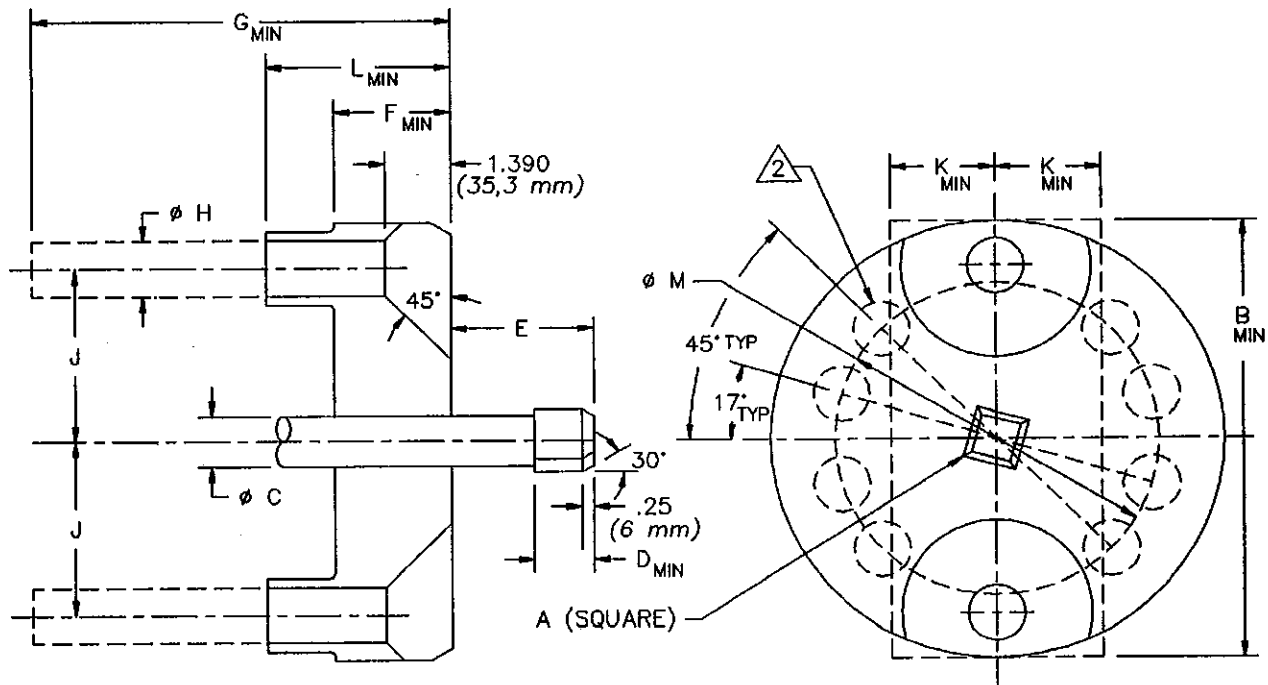 G MIN
L MIN
F MIN
1.390
(35,3 mm)
ø H
45°
E
J
ø C
30°
.25
(6 mm)
J
D MIN
A (SQUARE)
2
K MIN
K MIN
ø M
45° TYP
17° TYP
B MIN